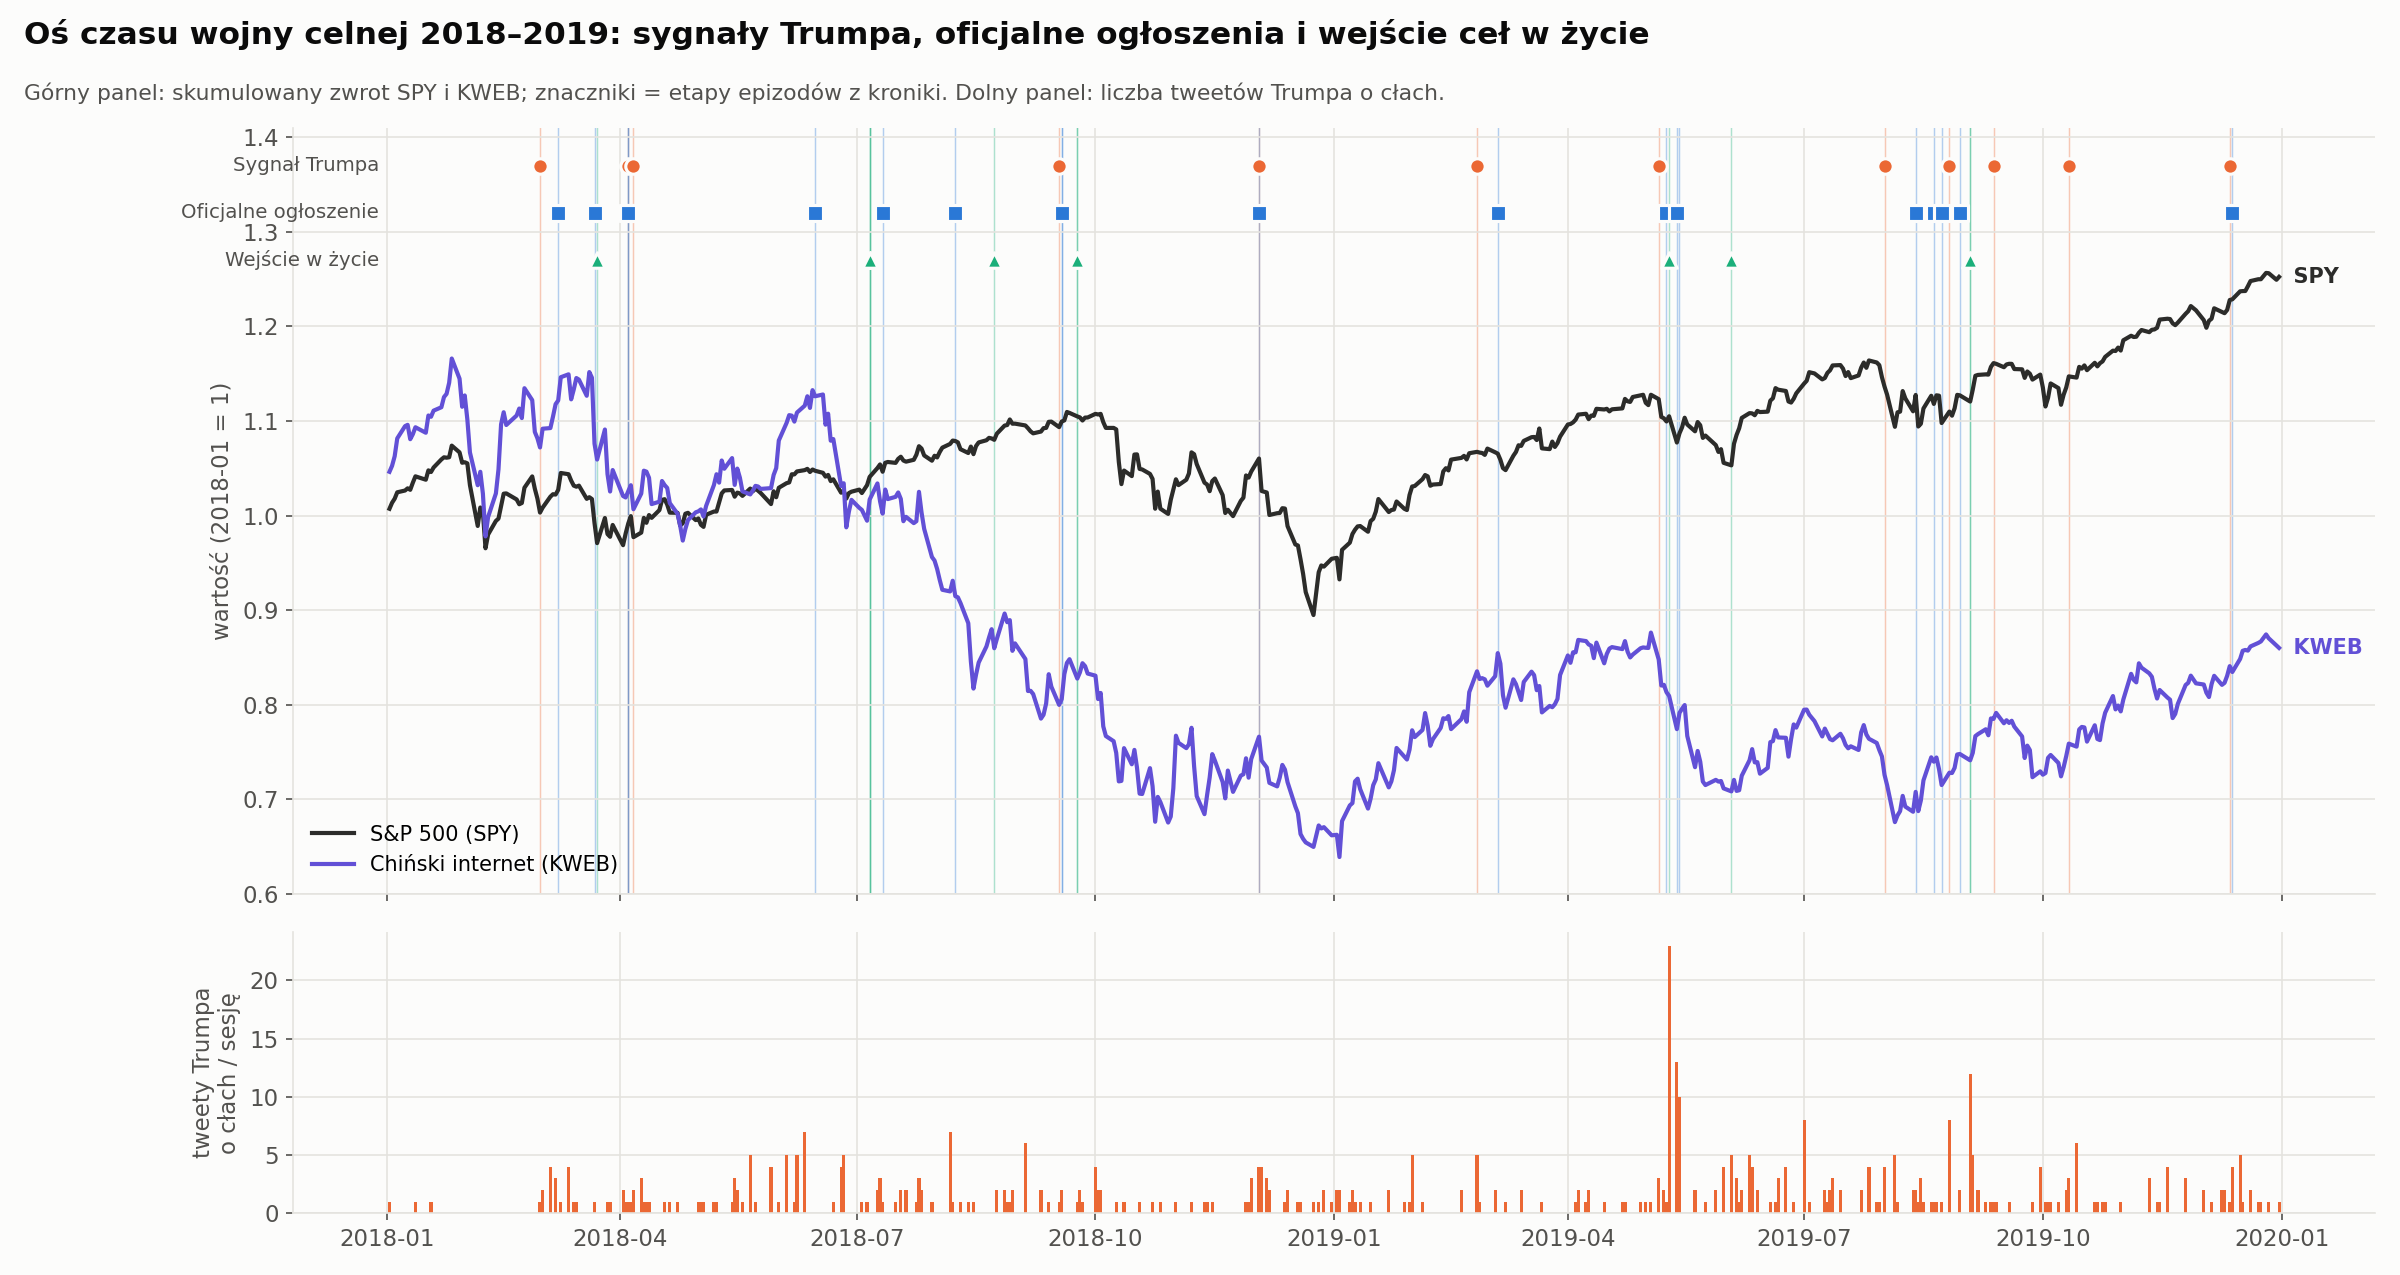 Oś czasu wojny celnej 2018–2019: sygnały Trumpa, oficjalne ogłoszenia i wejście ceł w życie
Górny panel: skumulowany zwrot SPY i KWEB; znaczniki = etapy epizodów z kroniki. Dolny panel: liczba tweetów Trumpa o cłach.
1.4
Sygnał Trumpa
Oficjalne ogłoszenie
1.3
Wejście w życie
SPY
1.2
1.1
wartość (2018-01 = 1)
1.0
0.9
0.8
KWEB
0.7
S&P 500 (SPY)
Chiński internet (KWEB)
0.6
tweety Trumpa
o cłach / sesję
20
15
10
5
0
2018-01
2018-04
2018-07
2018-10
2019-01
2019-04
2019-07
2019-10
2020-01